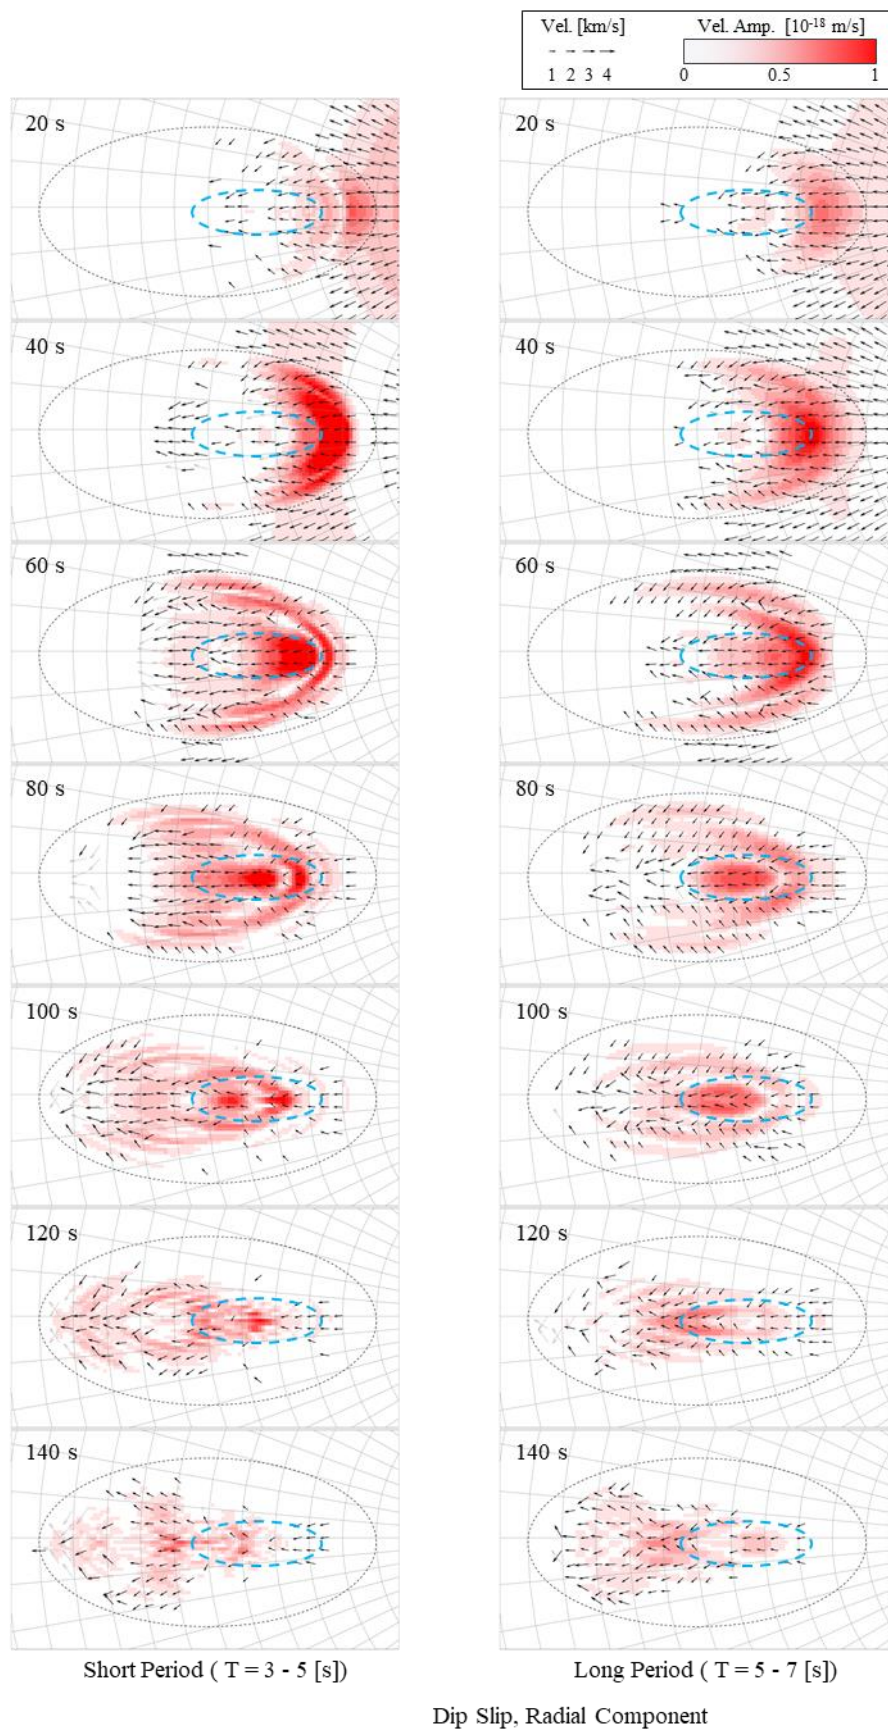 Vel. [km/s]
Vel. Amp. [10⁻¹⁸ m/s]
1 2 3 4
0 0.5 1
20 s
20 s
40 s
40 s
60 s
60 s
80 s
80 s
100 s
100 s
120 s
120 s
140 s
140 s
Short Period ( T = 3 - 5 [s])
Long Period ( T = 5 - 7 [s])
Dip Slip, Radial Component